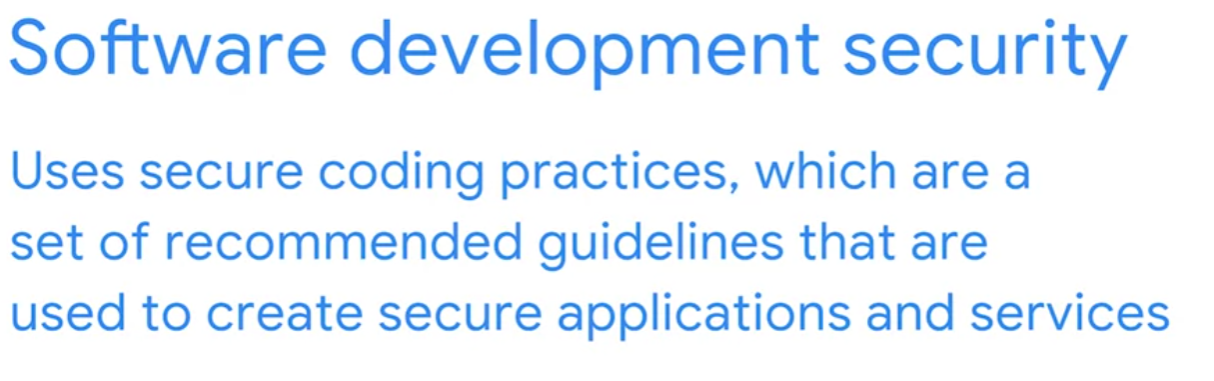 Software development security
Uses secure coding practices, which are a
set of recommended guidelines that are
used to create secure applications and services